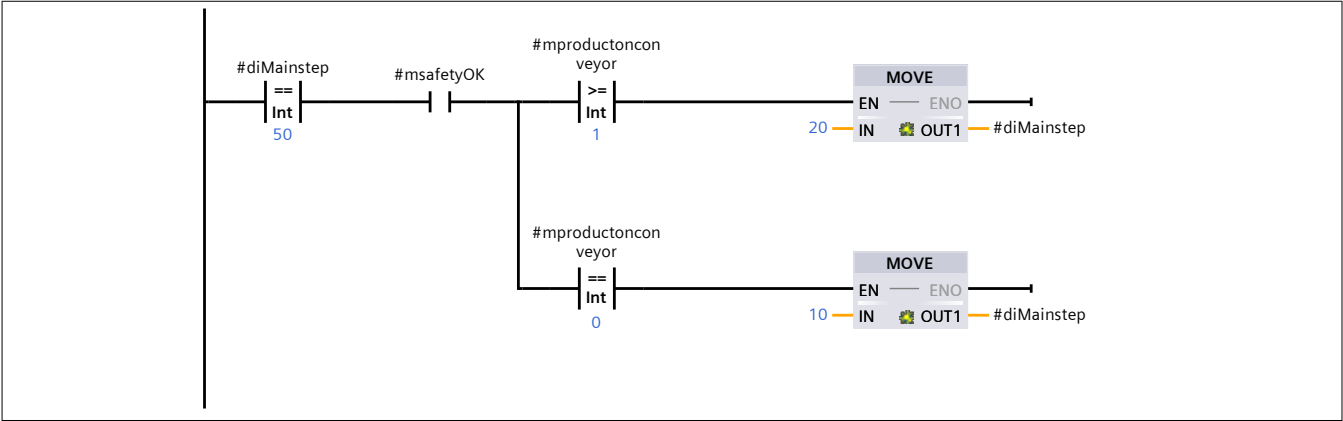 #mproductoncon
veyor
#diMainstep
#msafetyOK
MOVE
==
>=
EN
ENO
Int
Int
50
1
20
IN
OUT1
#diMainstep
#mproductoncon
veyor
MOVE
==
EN
ENO
Int
0
10
IN
OUT1
#diMainstep